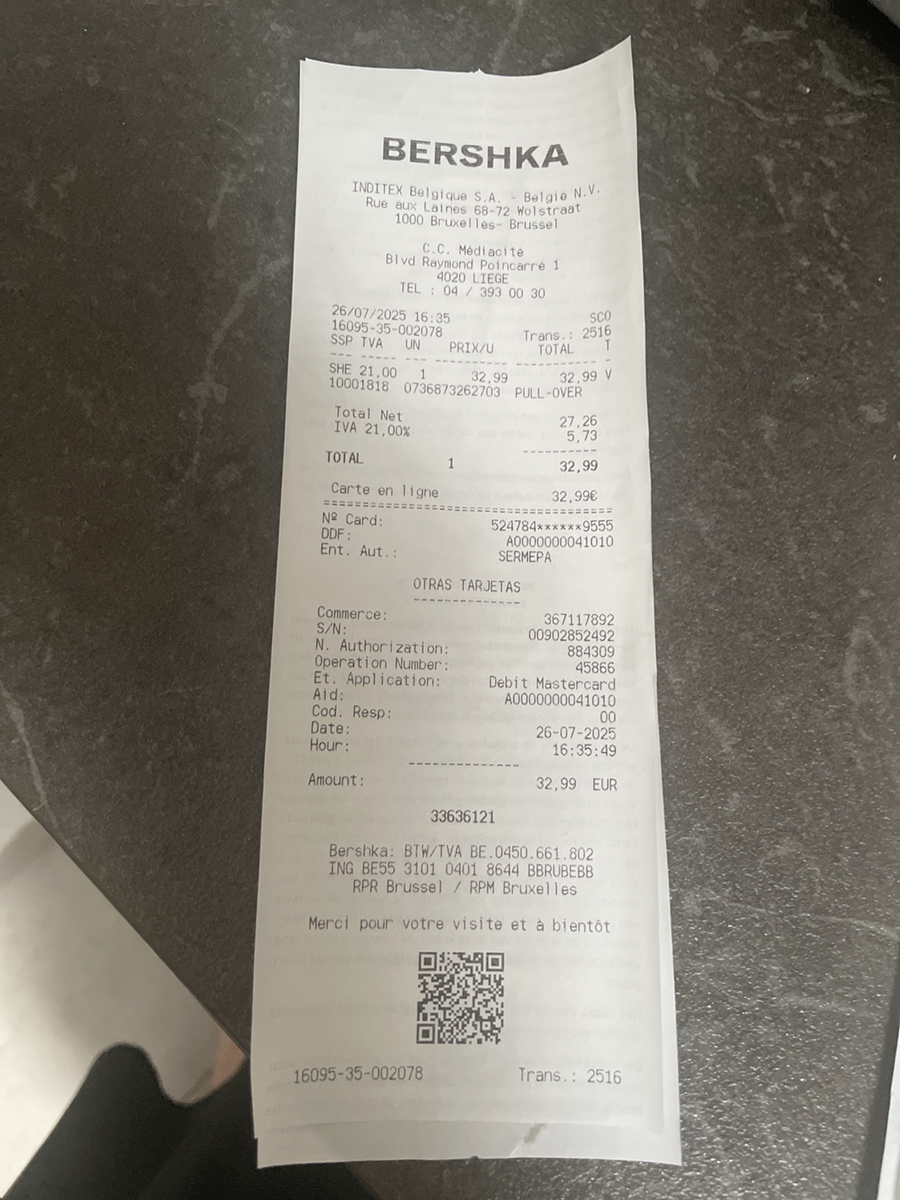 BERSHKA
INDITEX Belgique S.A. - Belgie N.V.
Rue aux Laines 68-72 Wolstraat
1000 Bruxelles- Brussel
C.C. Médiacité
Blvd Raymond Poincarré 1
4020 LIEGE
TEL : 04 / 393 00 30
26/07/2025 16:35 SCO
16095-35-002078 Trans.: 2516
SSP TVA UN PRIX/U TOTAL T
--- ----- --- ---------- ------------- -
SHE 21,00 1 32,99 32,99 V
10001818 0736873262703 PULL-OVER
Total Net 27,26
IVA 21,00% 5,73
----------
TOTAL 1 32,99
Carte en ligne 32,99€
========================================
Nº Card: 524784******9555
DDF: A0000000041010
Ent. Aut.: SERMEPA
OTRAS TARJETAS
--------------
Commerce: 367117892
S/N: 00902852492
N. Authorization: 884309
Operation Number: 45866
Et. Application: Debit Mastercard
Aid: A0000000041010
Cod. Resp: 00
Date: 26-07-2025
Hour: 16:35:49
--------------
Amount: 32,99 EUR
33636121
Bershka: BTW/TVA BE.0450.661.802
ING BE55 3101 0401 8644 BBRUBEBB
RPR Brussel / RPM Bruxelles
Merci pour votre visite et à bientôt
16095-35-002078 Trans.: 2516